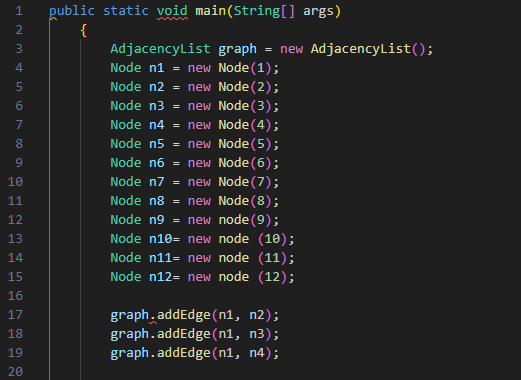 1 public static void main(String[] args)
2 {
3 AdjacencyList graph = new AdjacencyList();
4 Node n1 = new Node(1);
5 Node n2 = new Node(2);
6 Node n3 = new Node(3);
7 Node n4 = new Node(4);
8 Node n5 = new Node(5);
9 Node n6 = new Node(6);
10 Node n7 = new Node(7);
11 Node n8 = new Node(8);
12 Node n9 = new node(9);
13 Node n10= new node (10);
14 Node n11= new node (11);
15 Node n12= new node (12);
16
17 graph.addEdge(n1, n2);
18 graph.addEdge(n1, n3);
19 graph.addEdge(n1, n4);
20